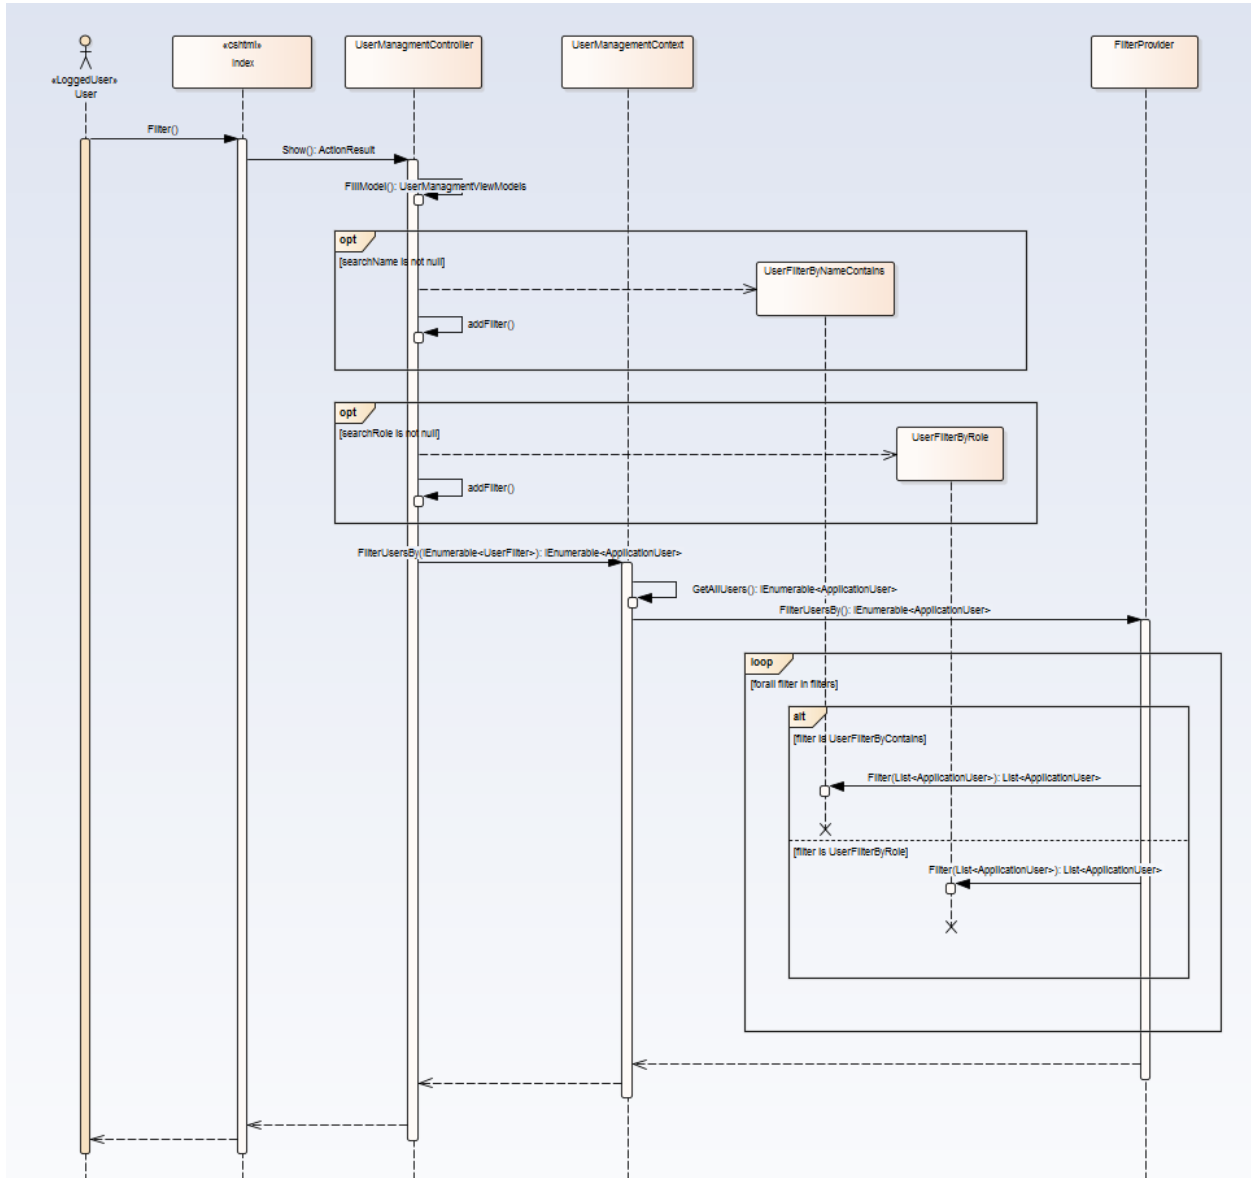 «LoggedUser»
User
«cshtml»
Index
UserManagmentController
UserManagementContext
FilterProvider
Filter()
Show(): ActionResult
FillModel(): UserManagmentViewModels
opt
[searchName is not null]
UserFilterByNameContains
addFilter()
opt
[searchRole is not null]
UserFilterByRole
addFilter()
FilterUsersBy(IEnumerable<UserFilter>): IEnumerable<ApplicationUser>
GetAllUsers(): IEnumerable<ApplicationUser>
FilterUsersBy(): IEnumerable<ApplicationUser>
loop
[forall filter in filters]
alt
[filter is UserFilterByContains]
Filter(List<ApplicationUser>): List<ApplicationUser>
[filter is UserFilterByRole]
Filter(List<ApplicationUser>): List<ApplicationUser>